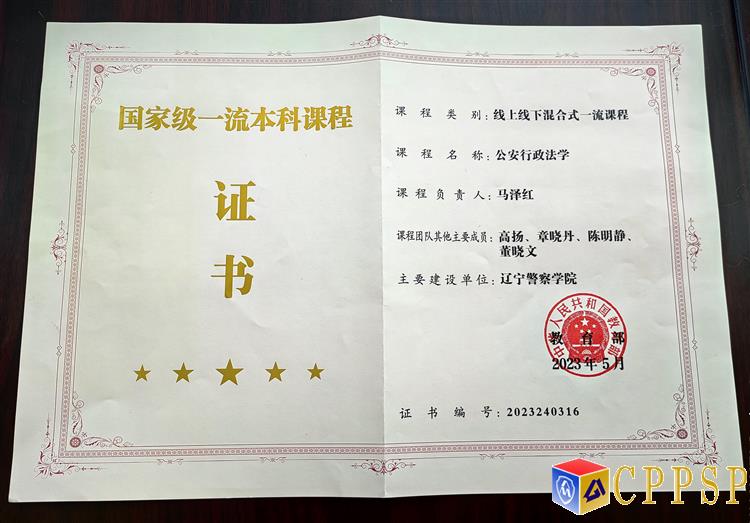 国家级一流本科课程
证
书
课程类别：线上线下混合式一流课程
课程名称：公安行政法学
课程负责人：马泽红
课程团队其他主要成员：高扬、章晓丹、陈明静、
董晓文
主要建设单位：辽宁警察学院
中华人民共和国教育部
教育部
2023年5月
证书编号：2023240316
CPPSP